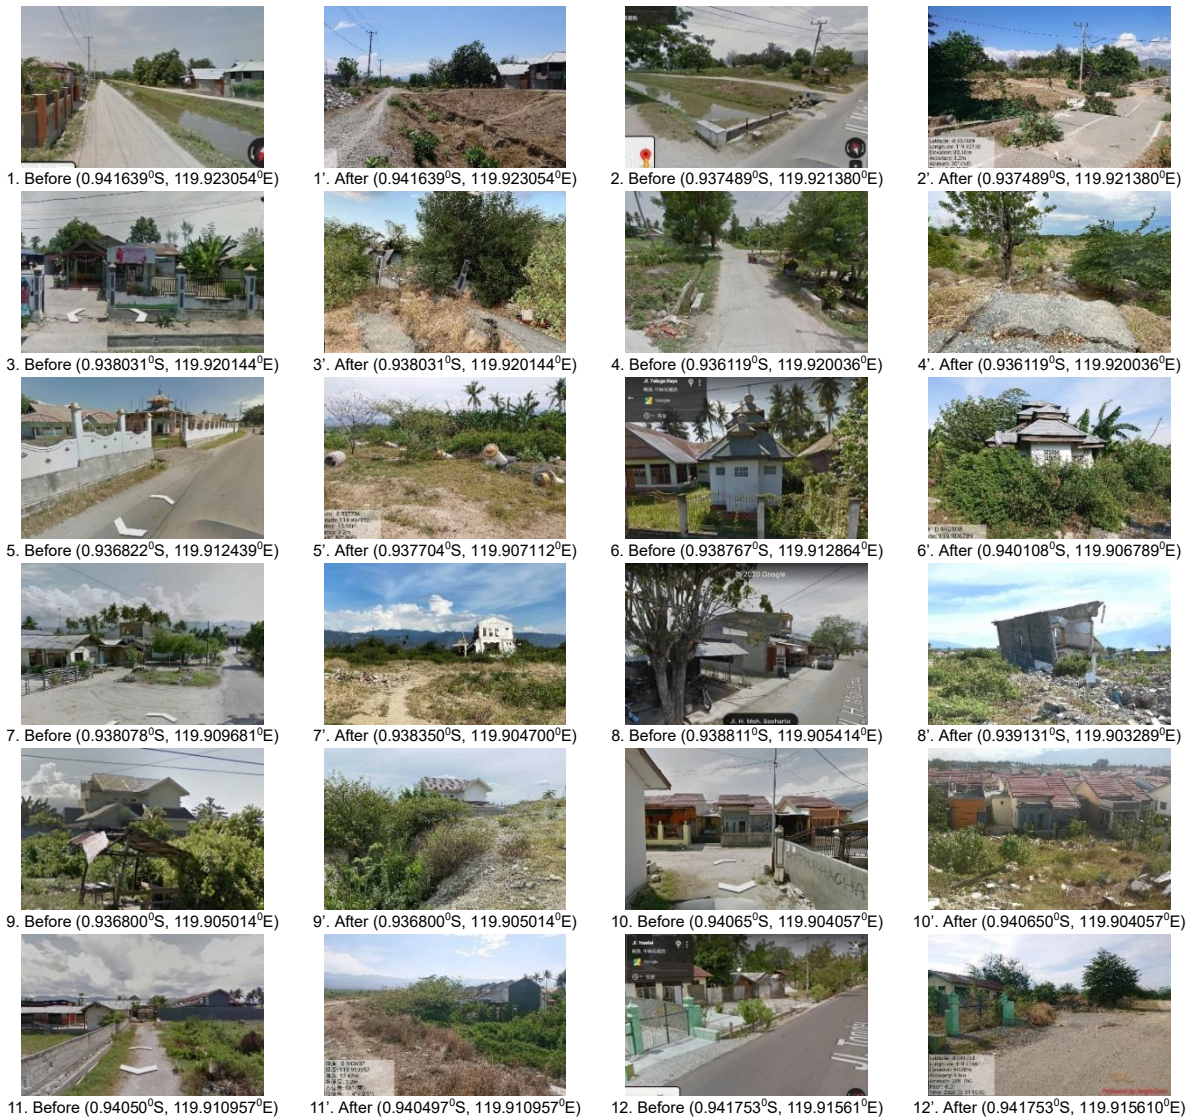 1. Before (0.941639⁰S, 119.923054⁰E)
1'. After (0.941639⁰S, 119.923054⁰E)
2. Before (0.937489⁰S, 119.921380⁰E)
2'. After (0.937489⁰S, 119.921380⁰E)
3. Before (0.938031⁰S, 119.920144⁰E)
3'. After (0.938031⁰S, 119.920144⁰E)
4. Before (0.936119⁰S, 119.920036⁰E)
4'. After (0.936119⁰S, 119.920036⁰E)
Jl. Telaga Raya
Google
5. Before (0.936822⁰S, 119.912439⁰E)
5'. After (0.937704⁰S, 119.907112⁰E)
6. Before (0.938767⁰S, 119.912864⁰E)
6'. After (0.940108⁰S, 119.906789⁰E)
2020 Google
Jl. H. Moh. Soeharto
7. Before (0.938078⁰S, 119.909681⁰E)
7'. After (0.938350⁰S, 119.904700⁰E)
8. Before (0.938811⁰S, 119.905414⁰E)
8'. After (0.939131⁰S, 119.903289⁰E)
9. Before (0.936800⁰S, 119.905014⁰E)
9'. After (0.936800⁰S, 119.905014⁰E)
10. Before (0.94065⁰S, 119.904057⁰E)
10'. After (0.940650⁰S, 119.904057⁰E)
Google
11. Before (0.94050⁰S, 119.910957⁰E)
11'. After (0.940497⁰S, 119.910957⁰E)
12. Before (0.941753⁰S, 119.91561⁰E)
12'. After (0.941753⁰S, 119.915610⁰E)